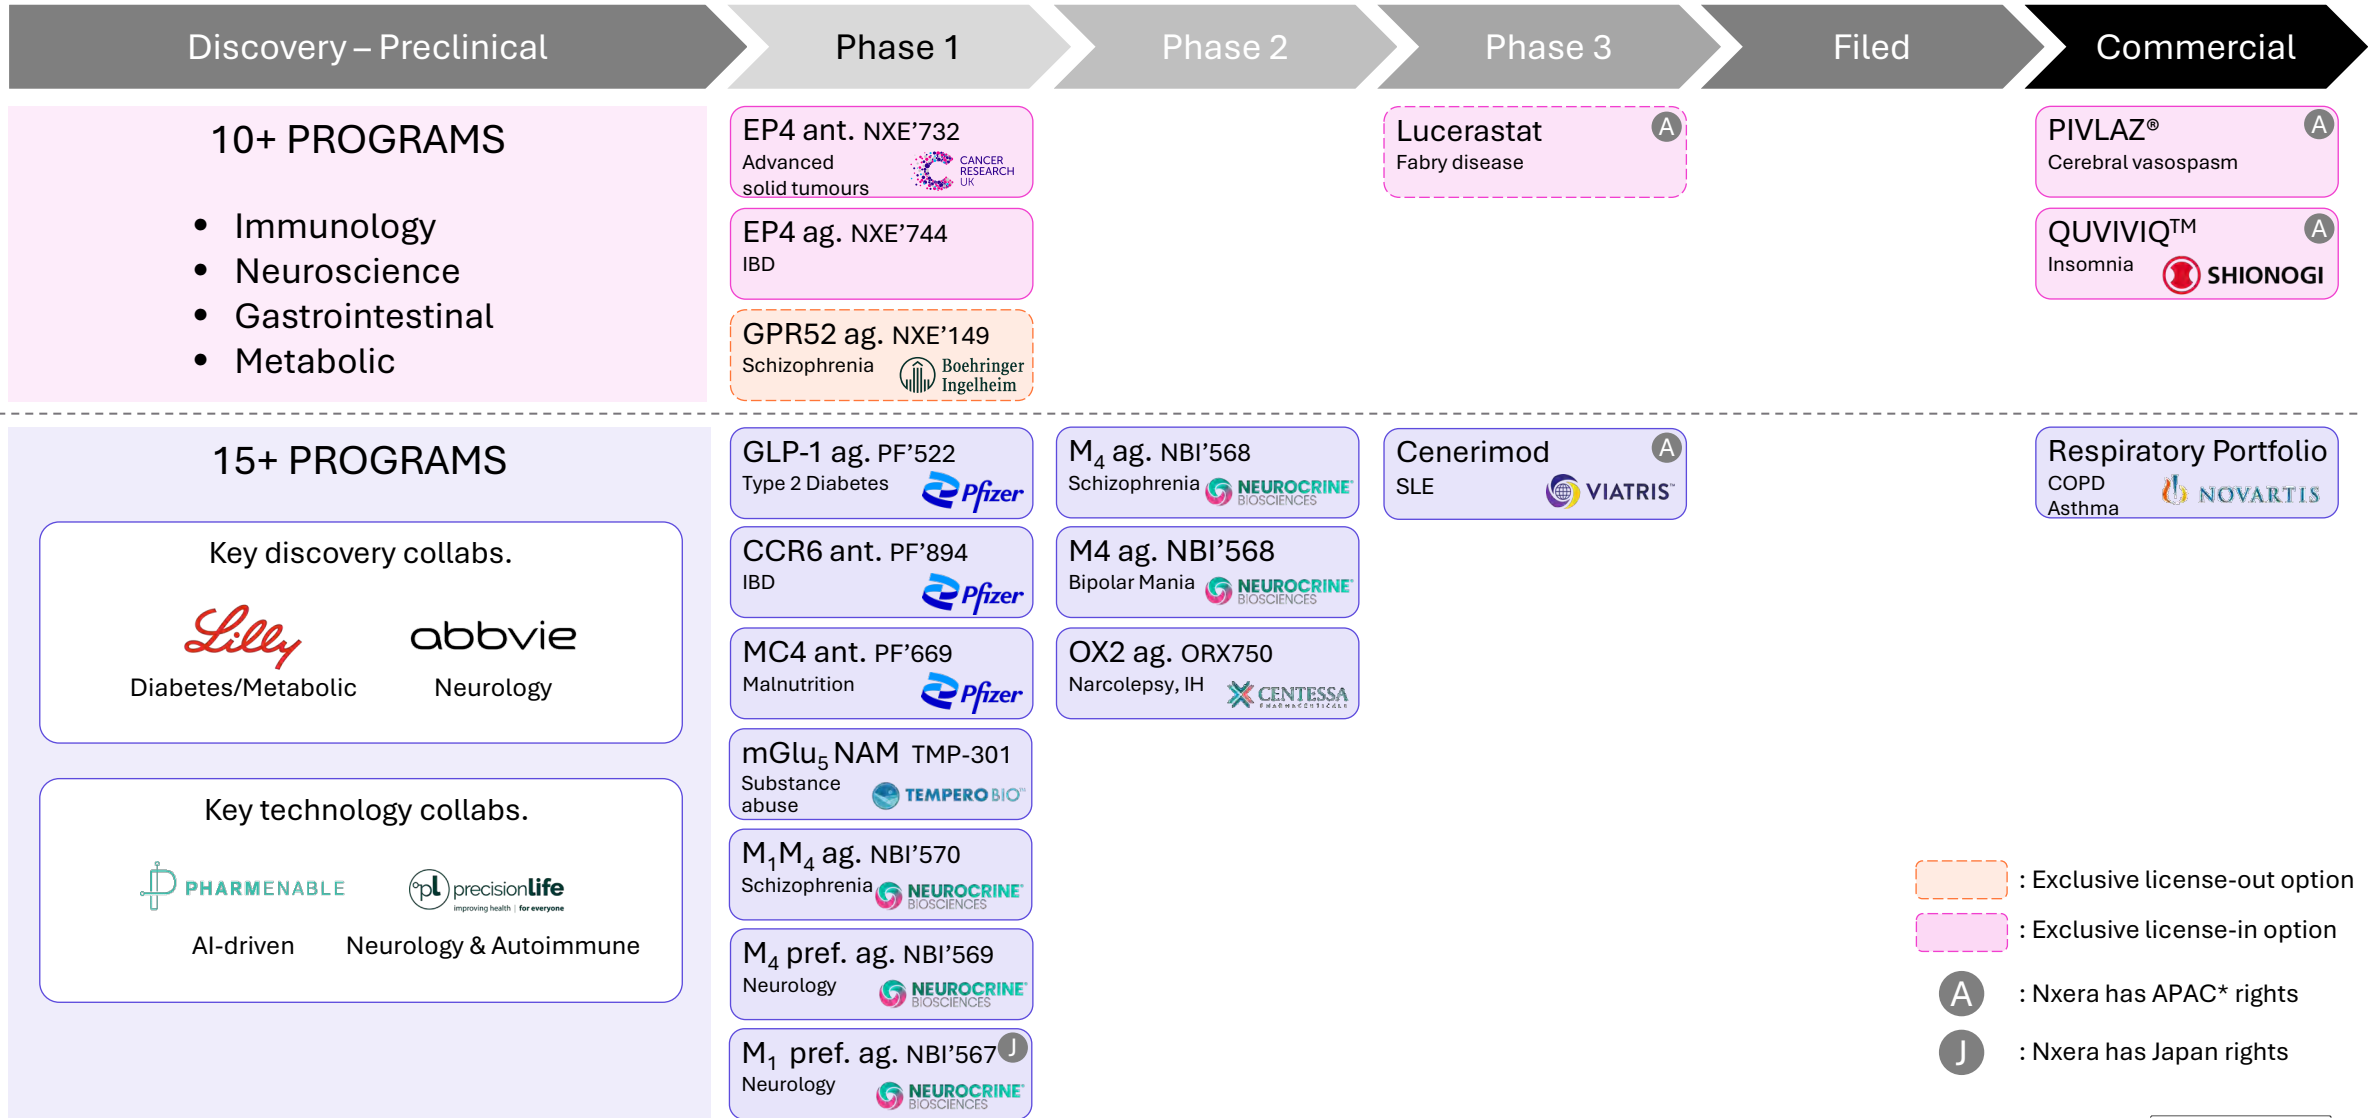 Discovery – Preclinical
Phase 1
Phase 2
Phase 3
Filed
Commercial
10+ PROGRAMS
• Immunology
• Neuroscience
• Gastrointestinal
• Metabolic
EP4 ant. NXE’732
Advanced
solid tumours
CANCER
RESEARCH
UK
EP4 ag. NXE’744
IBD
GPR52 ag. NXE’149
Schizophrenia
Boehringer
Ingelheim
Lucerastat
A
Fabry disease
PIVLAZ®
A
Cerebral vasospasm
QUVIVIQ™
A
Insomnia
SHIONOGI
15+ PROGRAMS
Key discovery collabs.
Lilly
abbvie
Diabetes/Metabolic
Neurology
Key technology collabs.
PHARMENABLE
°pl precisionlife
improving health | for everyone
AI-driven
Neurology & Autoimmune
GLP-1 ag. PF’522
Type 2 Diabetes
Pfizer
CCR6 ant. PF’894
IBD
Pfizer
MC4 ant. PF’669
Malnutrition
Pfizer
mGlu₅ NAM TMP-301
Substance
abuse
TEMPERO BIO™
M₁M₄ ag. NBI’570
Schizophrenia
NEUROCRINE®
BIOSCIENCES
M₄ pref. ag. NBI’569
Neurology
NEUROCRINE®
BIOSCIENCES
M₁ pref. ag. NBI’567
J
Neurology
NEUROCRINE®
BIOSCIENCES
M₄ ag. NBI’568
Schizophrenia
NEUROCRINE®
BIOSCIENCES
M4 ag. NBI’568
Bipolar Mania
NEUROCRINE®
BIOSCIENCES
OX2 ag. ORX750
Narcolepsy, IH
CENTESSA
PHARMACEUTICALS
Cenerimod
A
SLE
VIATRIS™
Respiratory Portfolio
COPD
Asthma
NOVARTIS
: Exclusive license-out option
: Exclusive license-in option
A : Nxera has APAC* rights
J : Nxera has Japan rights